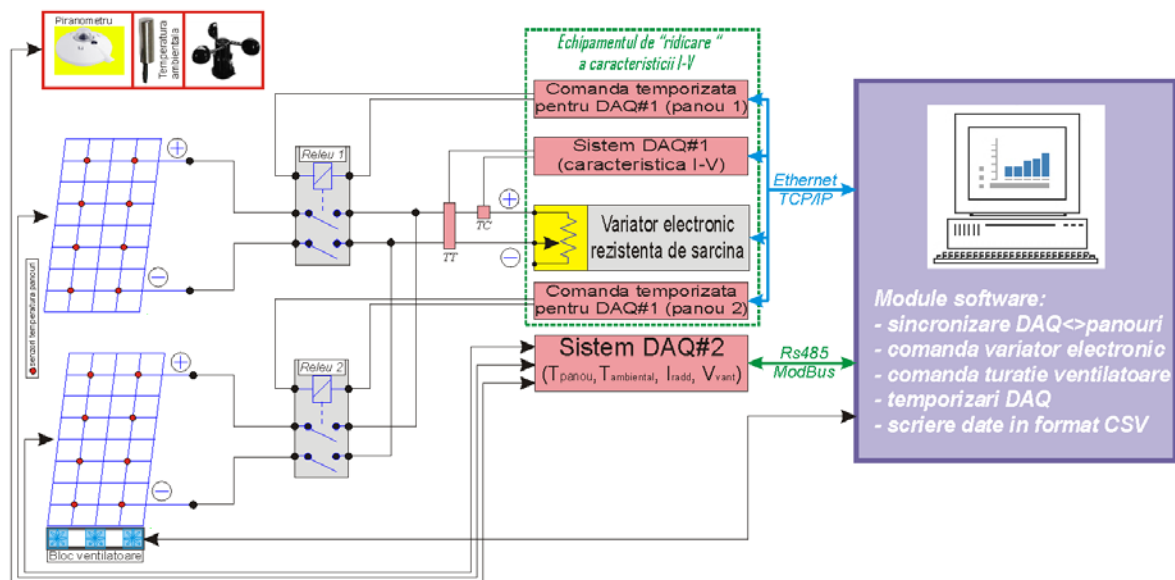 Piranometru
Temperatura
ambientala
Echipamentul de "ridicare "
a caracteristicii I-V
Comanda temporizata
pentru DAQ#1 (panou 1)
Sistem DAQ#1
(caracteristica I-V)
Releu 1
+
+
TC
TT
−
−
Variator electronic
rezistenta de sarcina
Ethernet
TCP/IP
Comanda temporizata
pentru DAQ#1 (panou 2)
senzori temperatura panouri
Sistem DAQ#2
(Tpanou, Tambiental, Iradd, Vvant)
Rs485
ModBus
Releu 2
+
−
Bloc ventilatoare
Module software:
- sincronizare DAQ<>panouri
- comanda variator electronic
- comanda turatie ventilatoare
- temporizari DAQ
- scriere date in format CSV